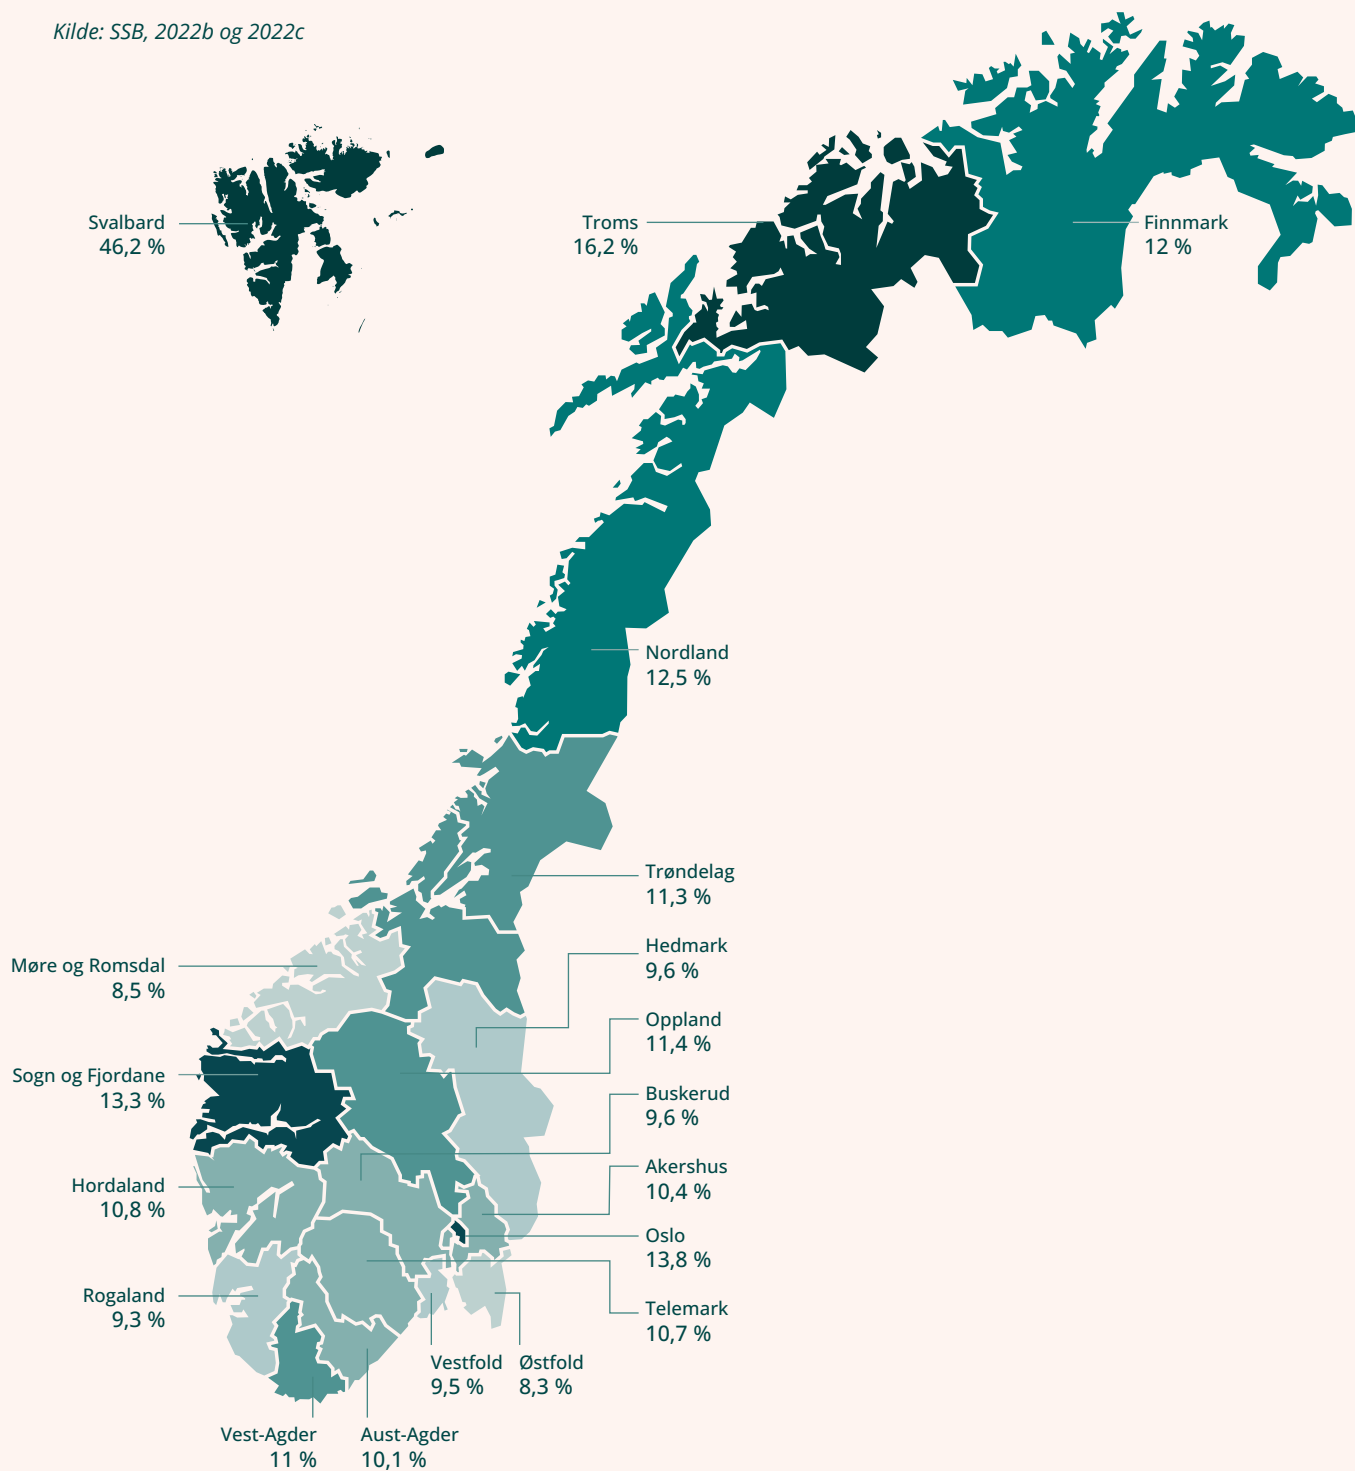 Kilde: SSB, 2022b og 2022c
Svalbard
46,2 %
Troms
16,2 %
Finnmark
12 %
Nordland
12,5 %
Trøndelag
11,3 %
Hedmark
9,6 %
Møre og Romsdal
8,5 %
Oppland
11,4 %
Sogn og Fjordane
13,3 %
Buskerud
9,6 %
Akershus
10,4 %
Hordaland
10,8 %
Oslo
13,8 %
Rogaland
9,3 %
Telemark
10,7 %
Vestfold
9,5 %
Østfold
8,3 %
Vest-Agder
11 %
Aust-Agder
10,1 %